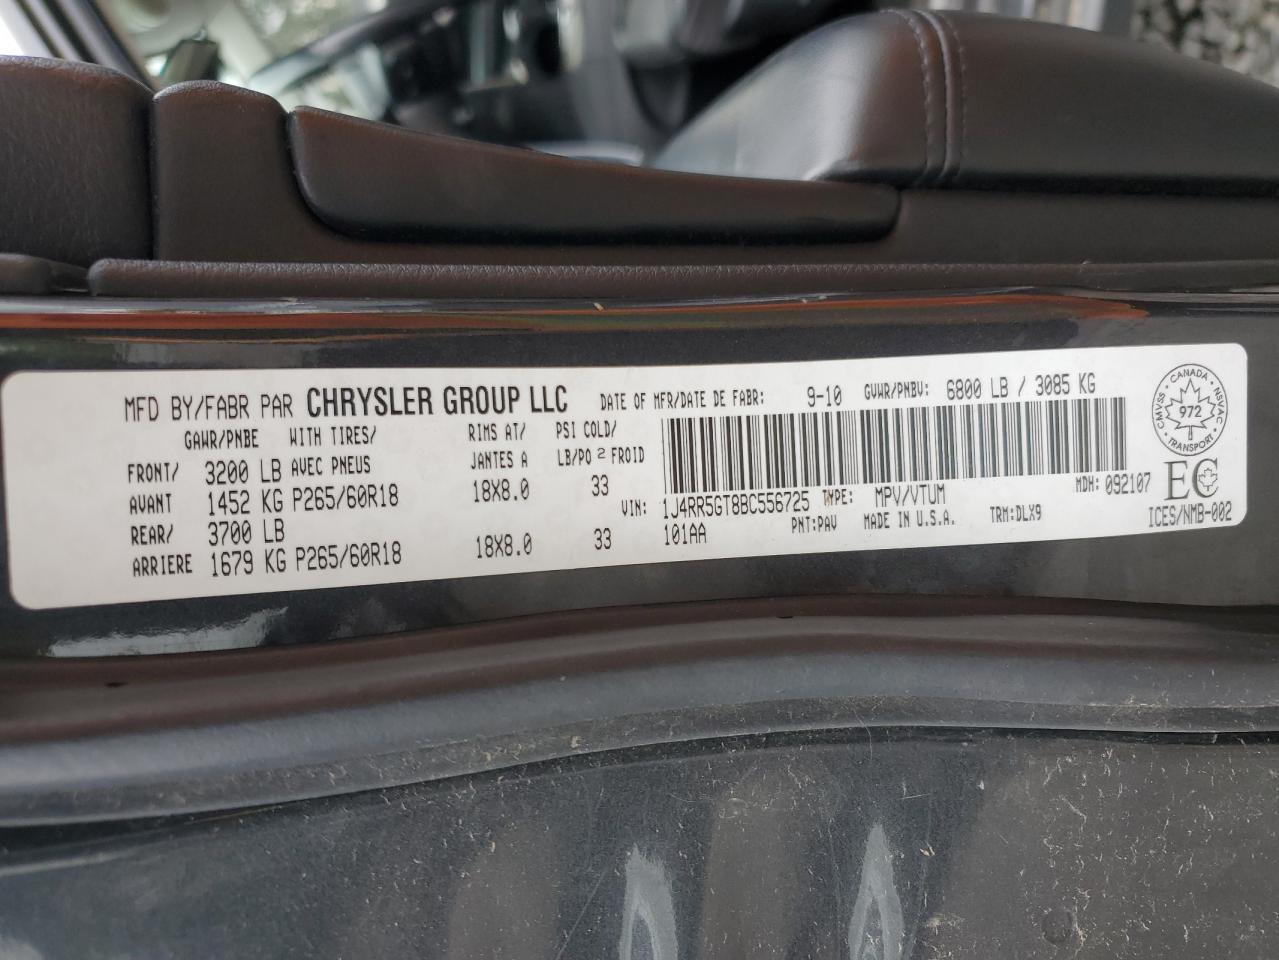 MFD BY/FABR PAR CHRYSLER GROUP LLC DATE OF MFR/DATE DE FABR: 9-10 GVWR/PNBV: 6800 LB / 3085 KG
GAWR/PNBE WITH TIRES/ RIMS AT/ PSI COLD/
FRONT/ 3200 LB AVEC PNEUS JANTES A LB/PO² FROID
AVANT 1452 KG P265/60R18 18X8.0 33
REAR/ 3700 LB
ARRIERE 1679 KG P265/60R18 18X8.0 33
VIN: 1J4RR5GT8BC556725 TYPE: MPV/VTUM MDH: 092107
101AA PNT:PAV MADE IN U.S.A. TRM:DLX9
CANADA
CMVSS 972 NSVAC
TRANSPORT
EC
ICES/NMB-002